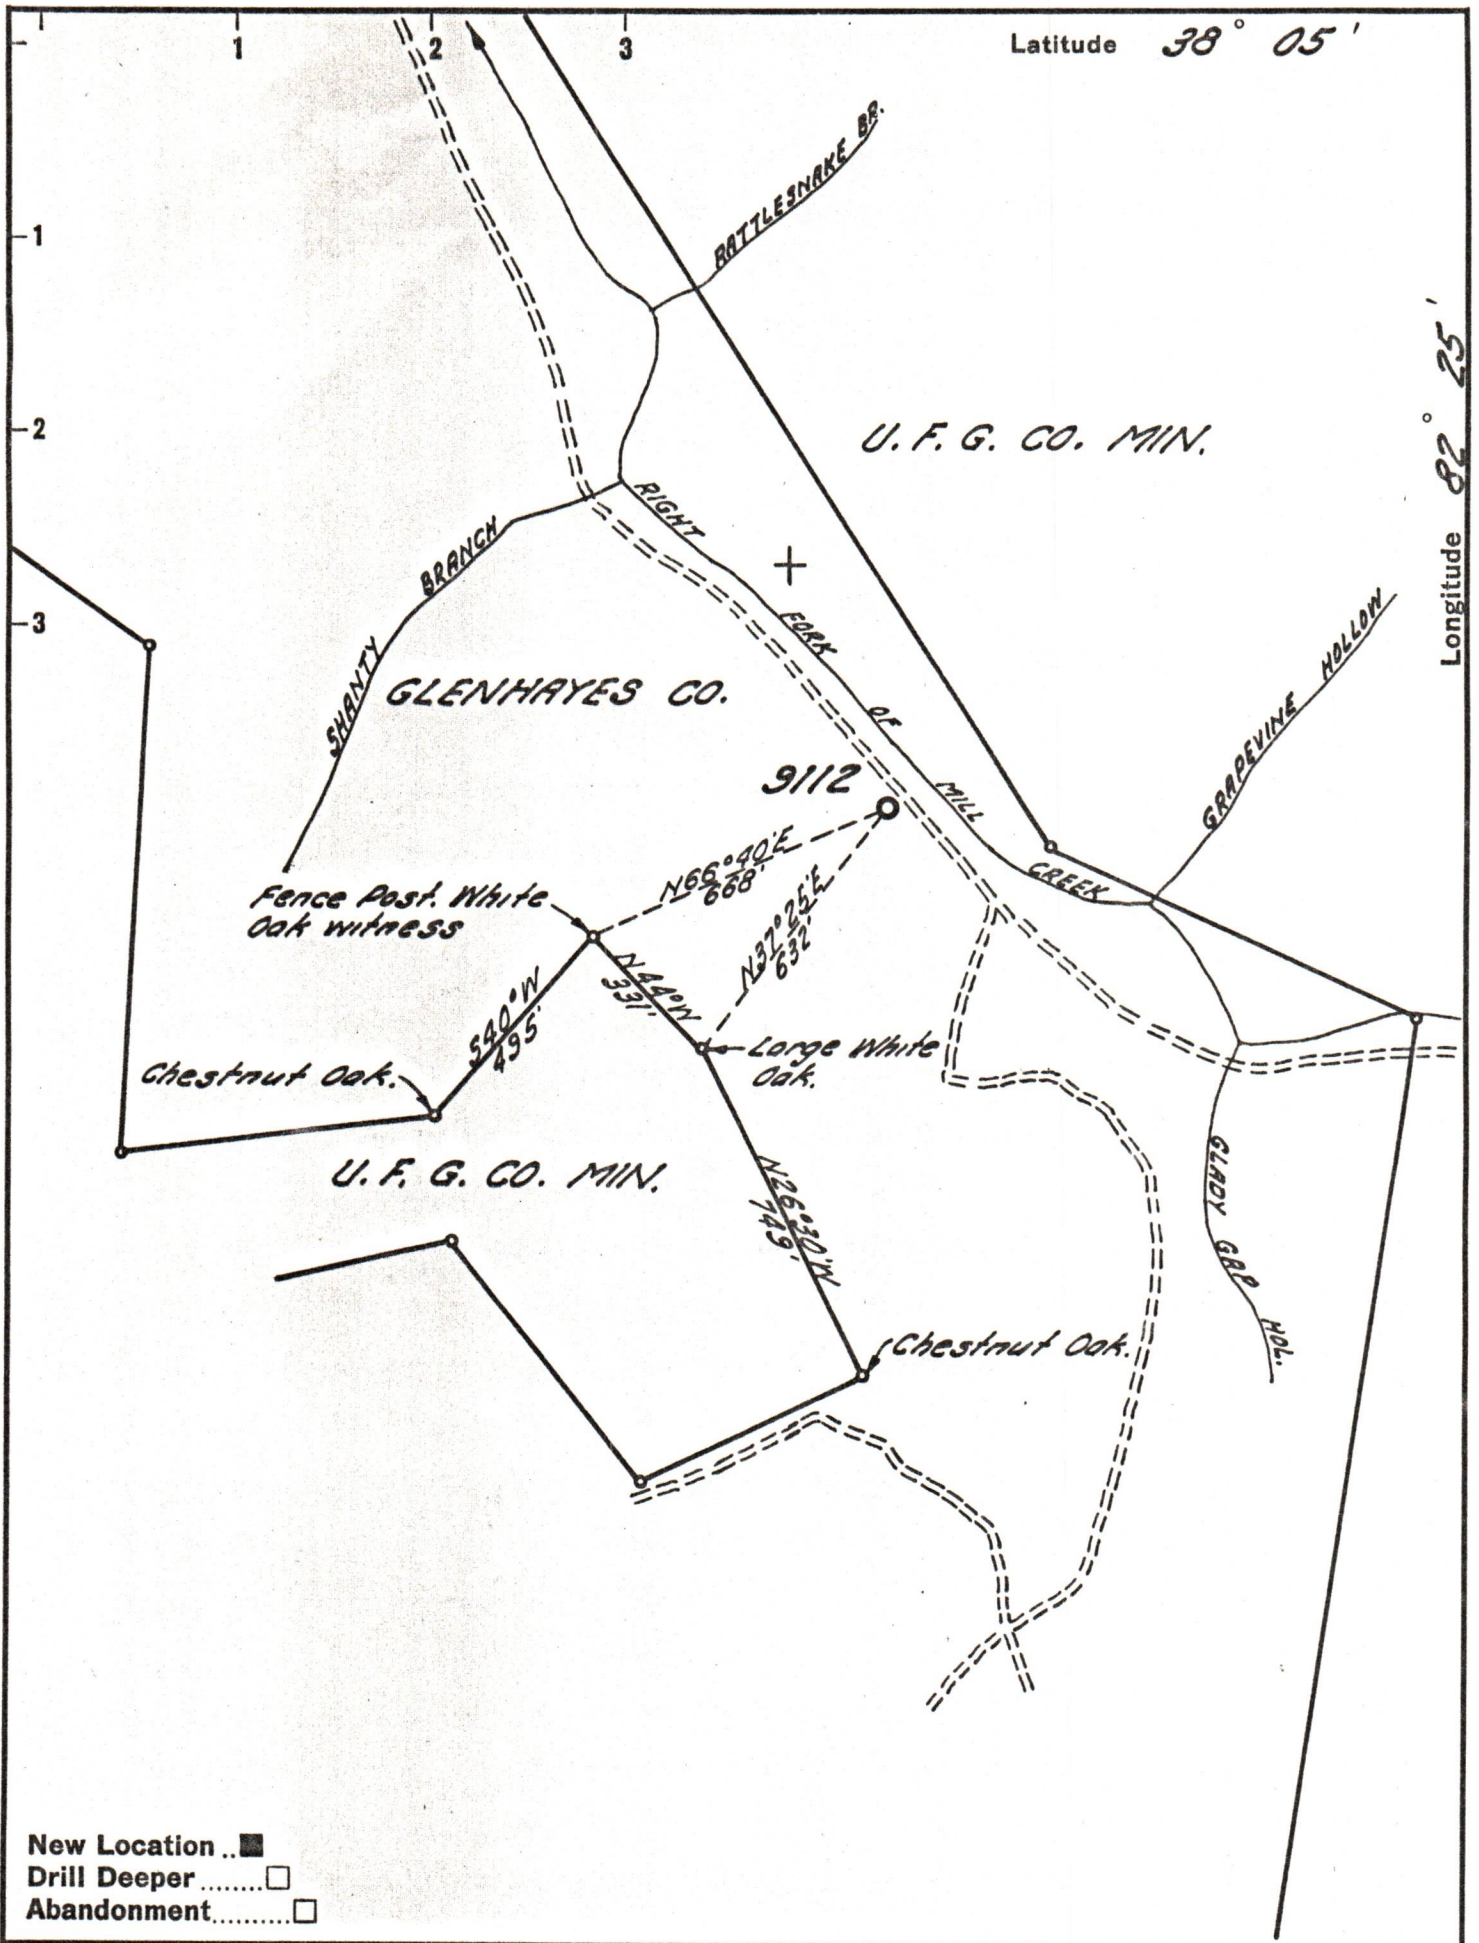 1 2 3
Latitude 38° 05'
RATTLESNAKE BR.
1
Longitude 82° 25'
2
U. F. G. CO. MIN.
RIGHT FORK OF MILL CREEK
SHANTY BRANCH
3
GRAPEVINE HOLLOW
GLENHAYES CO.
9112
N66°40'E
668'
Fence Post. White
Oak witness
N37°25'E
632'
N44°W
331'
S40°W
495'
Large White
Oak.
Chestnut Oak.
U. F. G. CO. MIN.
N26°30'W
749'
GLADY GAP HOL.
Chestnut Oak.
New Location ..■
Drill Deeper ........□
Abandonment..........□